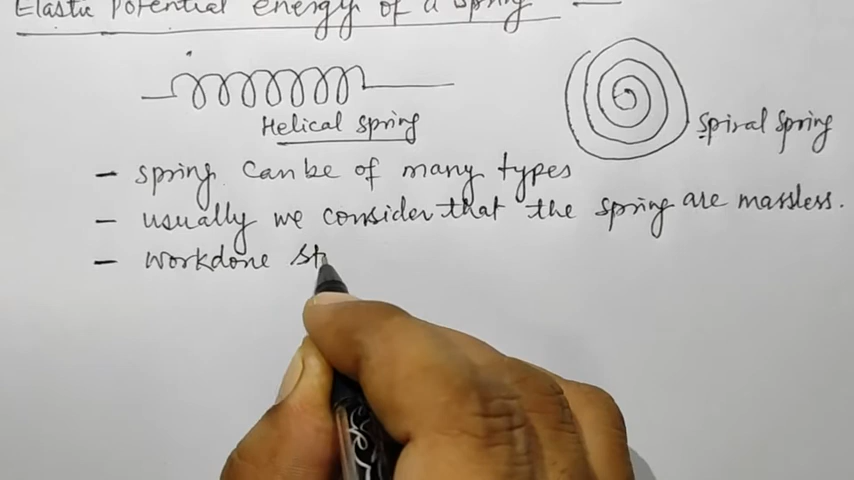 Elastic Potential energy of a spring
Helical spring
Spiral spring
- spring can be of many types
- usually we consider that the spring are massless.
- workdone st